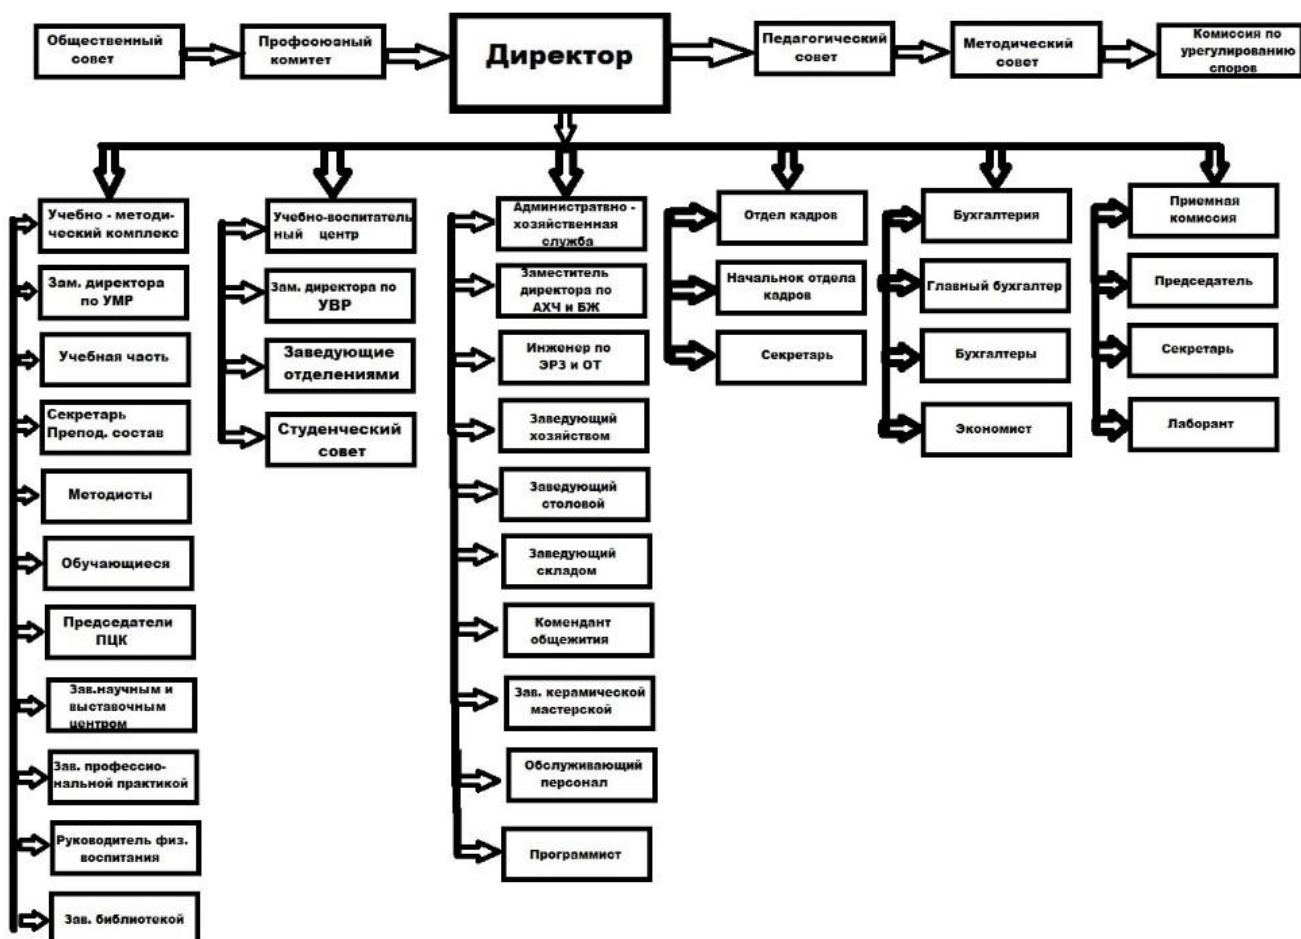 Общественный
совет
Профсоюзный
комитет
Директор
Педагогический
совет
Методический
совет
Комиссия по
урегулированию
споров
Учебно - методи-
ческий комплекс
Зам. директора
по УМР
Учебная часть
Секретарь
Препод. состав
Методисты
Обучающиеся
Председатели
ПЦК
Зав.научным и
выставочным
центром
Зав. профессио-
нальной практикой
Руководитель физ.
воспитания
Зав. библиотекой
Учебно-воспитатель
ный центр
Зам. директора по
УВР
Заведующие
отделениями
Студенческий
совет
Администратвно -
хозяйственная
служба
Заместитель
директора по
АХЧ и БЖ
Инженер по
ЭРЗ и ОТ
Заведующий
хозяйством
Заведующий
столовой
Заведующий
складом
Комендант
общежития
Зав. керамической
мастерской
Обслуживающий
персонал
Программист
Отдел кадров
Начальнок отдела
кадров
Секретарь
Бухгалтерия
Главный бухгалтер
Бухгалтеры
Экономист
Приемная
комиссия
Председатель
Секретарь
Лаборант